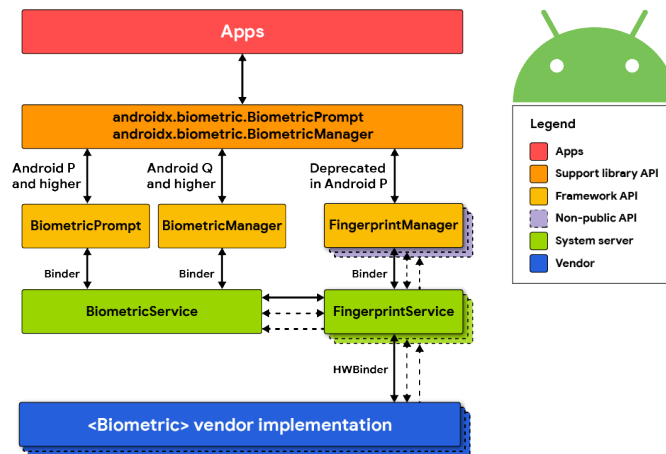 Apps
androidx.biometric.BiometricPrompt
androidx.biometric.BiometricManager
Android P
and higher
Android Q
and higher
Deprecated
in Android P
BiometricPrompt
BiometricManager
FingerprintManager
Binder
Binder
Binder
BiometricService
FingerprintService
HWBinder
<Biometric> vendor implementation
Legend
Apps
Support library API
Framework API
Non-public API
System server
Vendor